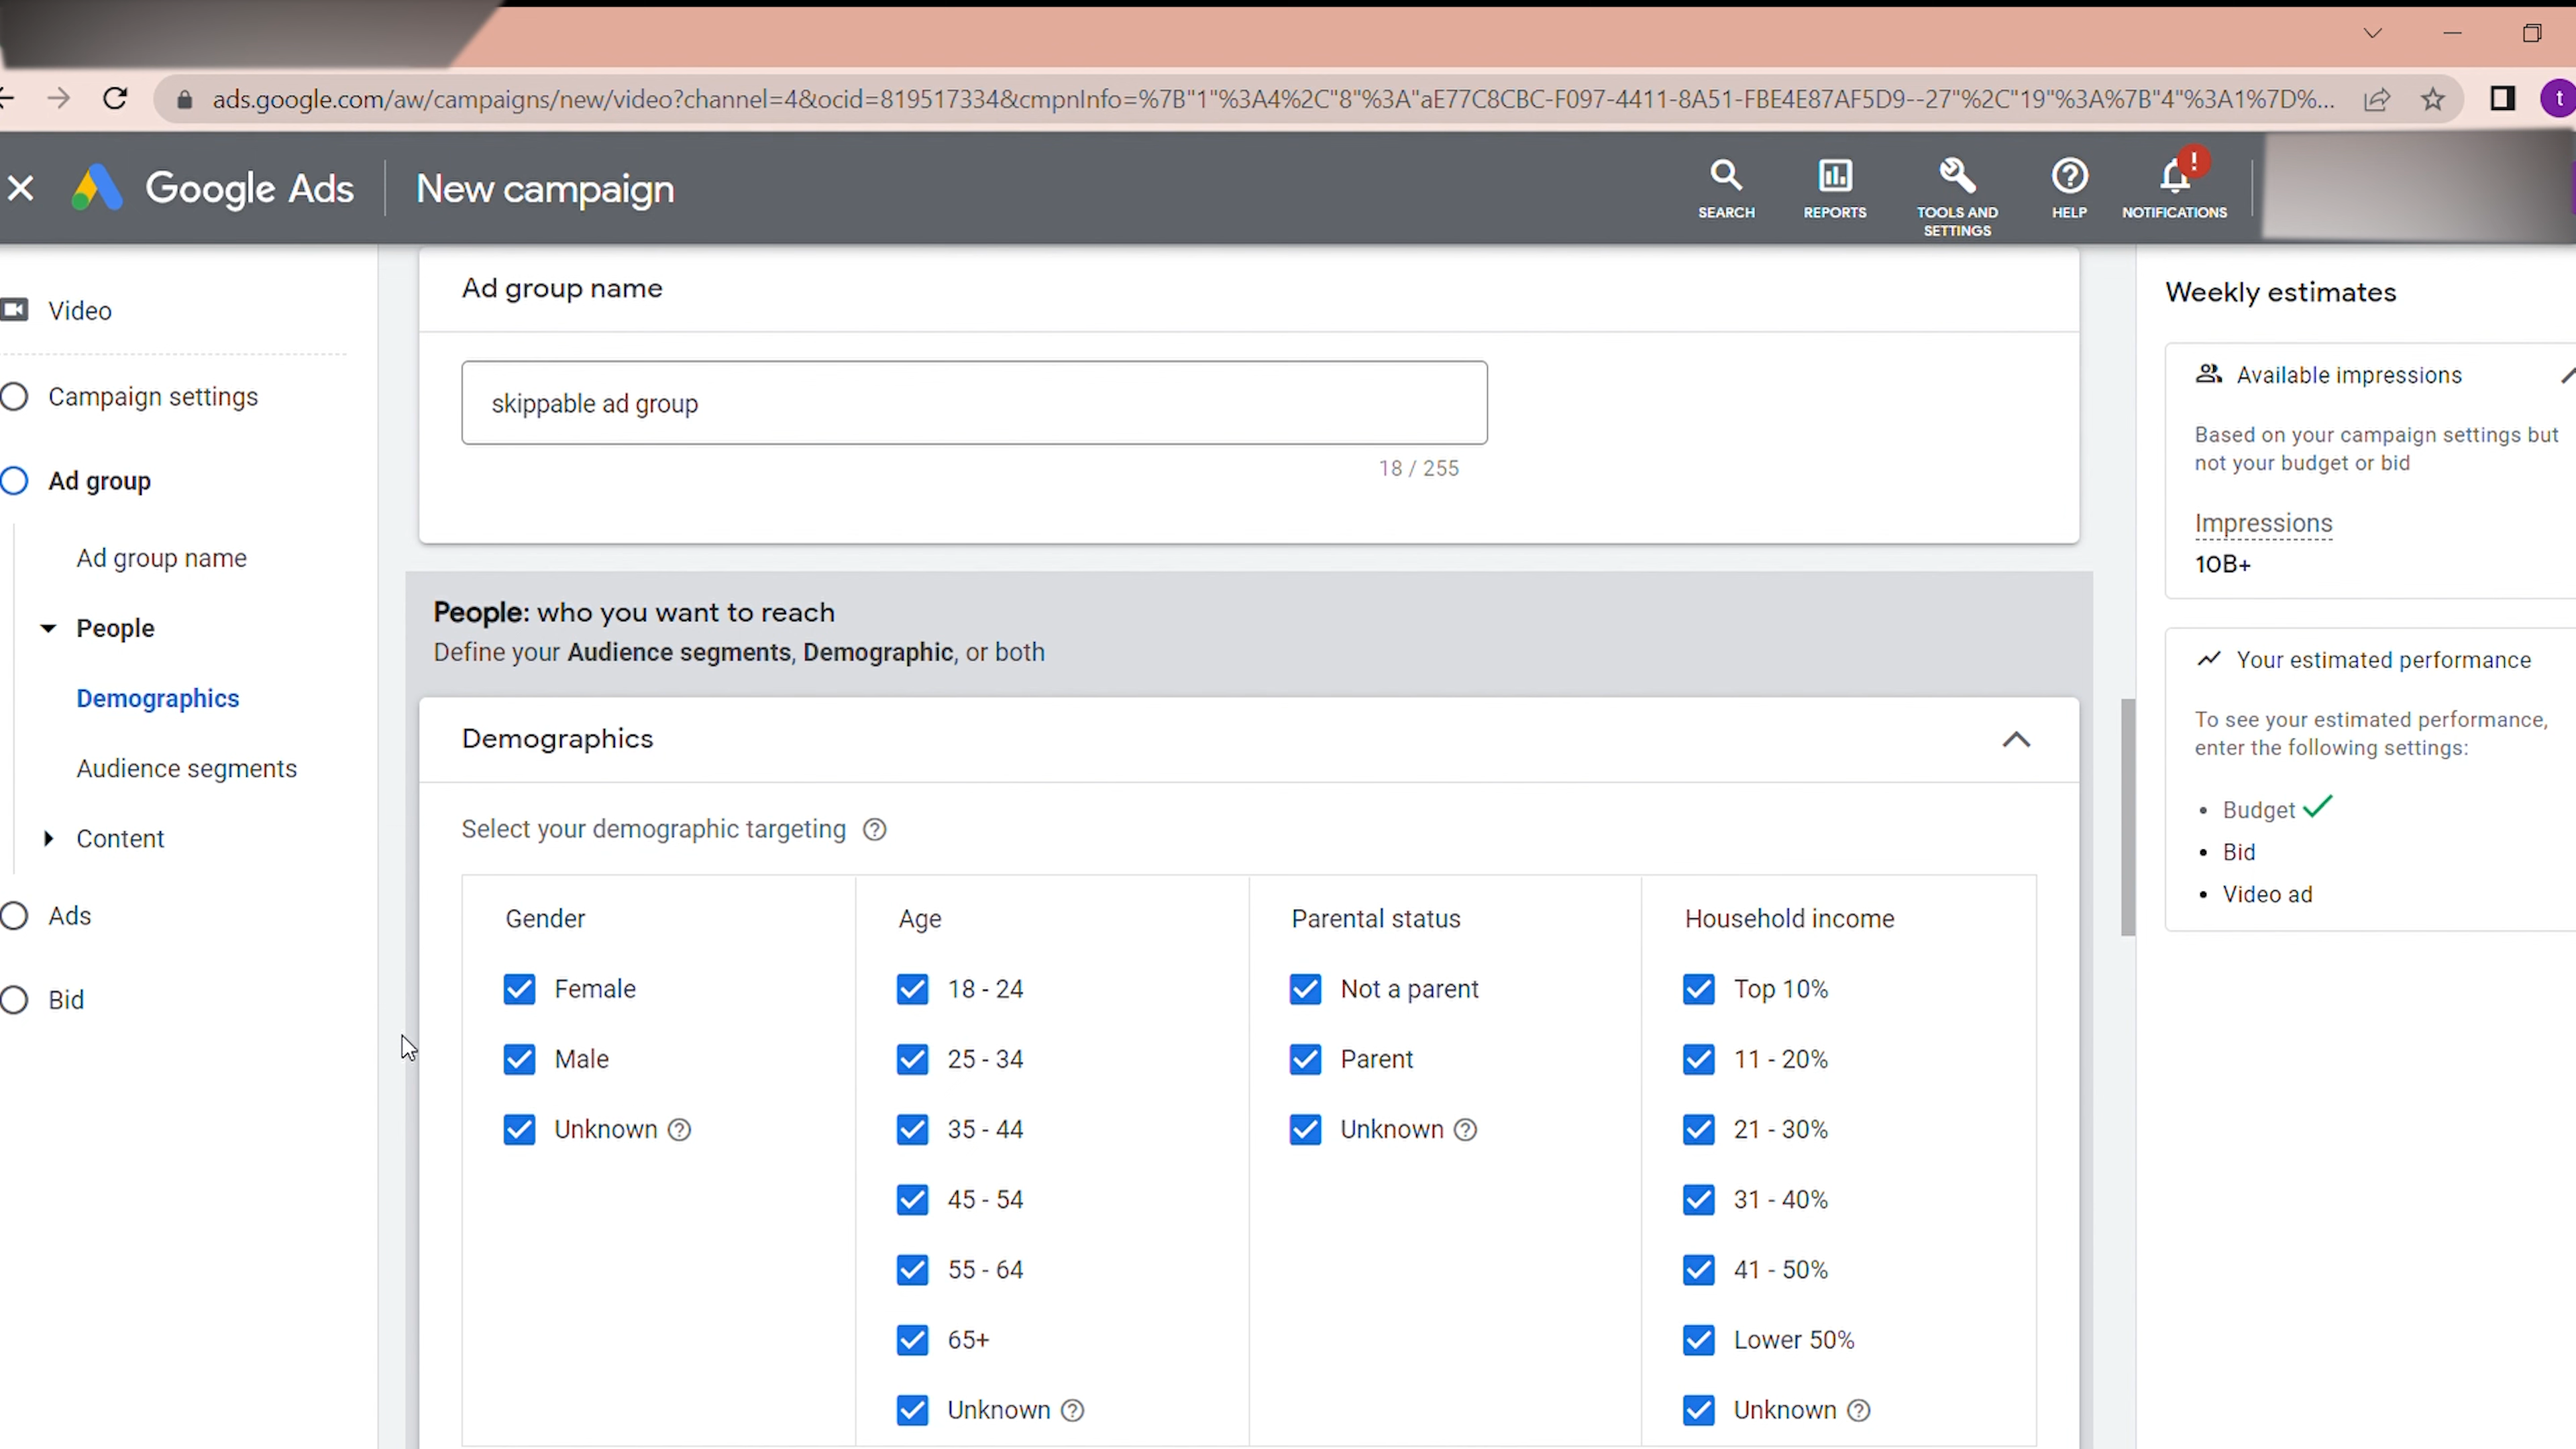 ads.google.com/aw/campaigns/new/video?channel=4&ocid=819517334&cmpnInfo=%7B"1"%3A4%2C"8"%3A"aE77C8CBC-F097-4411-8A51-FBE4E87AF5D9--27"%2C"19"%3A%7B"4"%3A1%7D%...
t
Google Ads
New campaign
SEARCH
REPORTS
TOOLS AND
SETTINGS
HELP
!
NOTIFICATIONS
Video
Campaign settings
Ad group
Ad group name
People
Demographics
Audience segments
Content
Ads
Bid
Ad group name
skippable ad group
18 / 255
People: who you want to reach
Define your Audience segments, Demographic, or both
Demographics
Select your demographic targeting
Gender
Female
Male
Unknown
Age
18 - 24
25 - 34
35 - 44
45 - 54
55 - 64
65+
Unknown
Parental status
Not a parent
Parent
Unknown
Household income
Top 10%
11 - 20%
21 - 30%
31 - 40%
41 - 50%
Lower 50%
Unknown
Weekly estimates
Available impressions
Based on your campaign settings but
not your budget or bid
Impressions
10B+
Your estimated performance
To see your estimated performance,
enter the following settings:
• Budget
• Bid
• Video ad